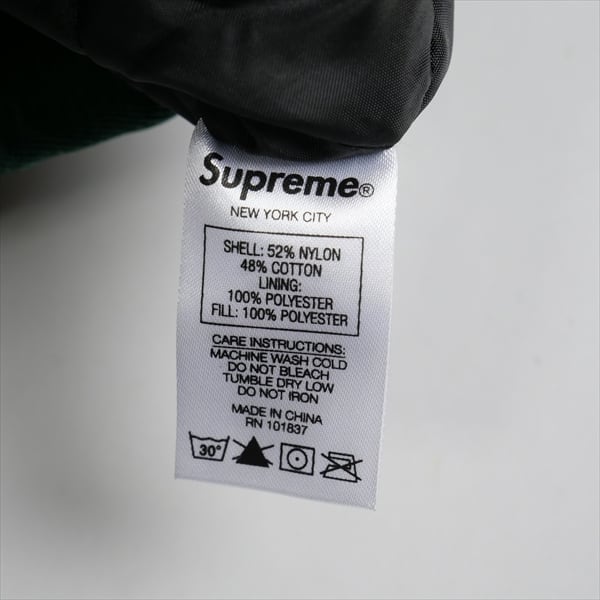 Supreme®
NEW YORK CITY
SHELL: 52% NYLON
48% COTTON
LINING:
100% POLYESTER
FILL: 100% POLYESTER
CARE INSTRUCTIONS:
MACHINE WASH COLD
DO NOT BLEACH
TUMBLE DRY LOW
DO NOT IRON
MADE IN CHINA
RN 101837
30°